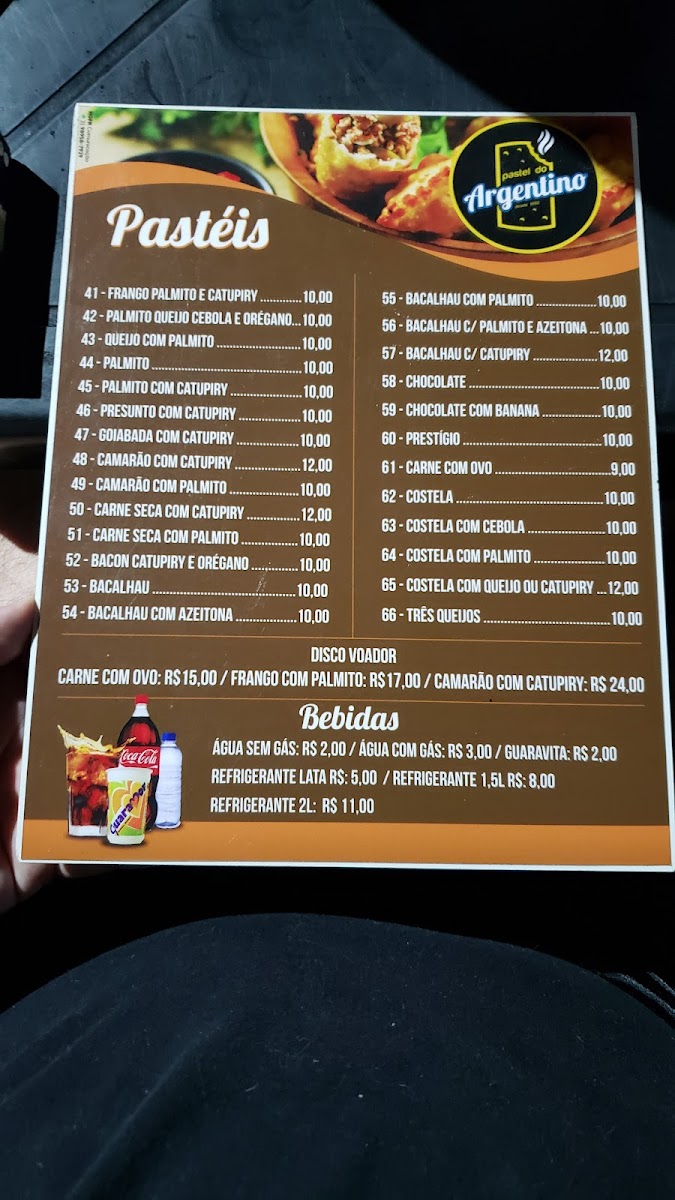 pastel do
Argentino
Pastéis
41 - FRANGO PALMITO E CATUPIRY ............10,00
42 - PALMITO QUEIJO CEBOLA E ORÉGANO...10,00
43 - QUEIJO COM PALMITO ........................10,00
44 - PALMITO ............................................10,00
45 - PALMITO COM CATUPIRY .....................10,00
46 - PRESUNTO COM CATUPIRY ...................10,00
47 - GOIABADA COM CATUPIRY ...................10,00
48 - CAMARÃO COM CATUPIRY ...................12,00
49 - CAMARÃO COM PALMITO ....................10,00
50 - CARNE SECA COM CATUPIRY ................12,00
51 - CARNE SECA COM PALMITO .................10,00
52 - BACON CATUPIRY E ORÉGANO ..............10,00
53 - BACALHAU ..........................................10,00
54 - BACALHAU COM AZEITONA ..................10,00
55 - BACALHAU COM PALMITO ..................10,00
56 - BACALHAU C/ PALMITO E AZEITONA ...10,00
57 - BACALHAU C/ CATUPIRY ...................12,00
58 - CHOCOLATE ......................................10,00
59 - CHOCOLATE COM BANANA .................10,00
60 - PRESTÍGIO ........................................10,00
61 - CARNE COM OVO .................................9,00
62 - COSTELA ...........................................10,00
63 - COSTELA COM CEBOLA .......................10,00
64 - COSTELA COM PALMITO .....................10,00
65 - COSTELA COM QUEIJO OU CATUPIRY ...12,00
66 - TRÊS QUEIJOS ....................................10,00
DISCO VOADOR
CARNE COM OVO: R$ 15,00 / FRANGO COM PALMITO: R$ 17,00 / CAMARÃO COM CATUPIRY: R$ 24,00
Bebidas
ÁGUA SEM GÁS: R$ 2,00 / ÁGUA COM GÁS: R$ 3,00 / GUARAVITA: R$ 2,00
REFRIGERANTE LATA R$: 5,00 / REFRIGERANTE 1,5L R$: 8,00
REFRIGERANTE 2L: R$ 11,00
Coca-Cola